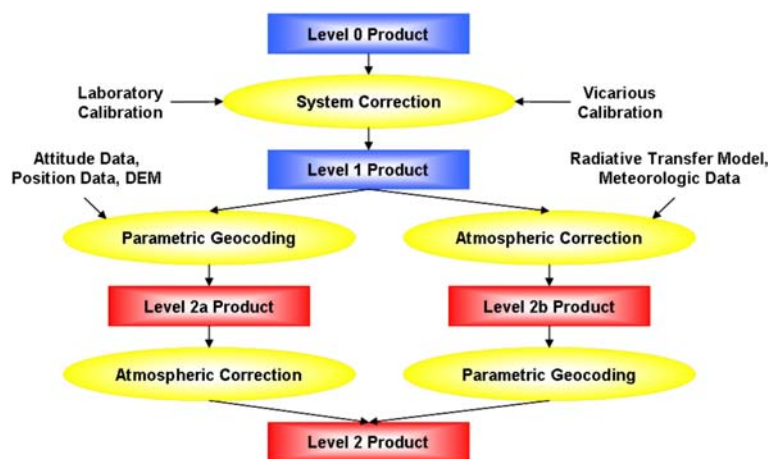 Level 0 Product
Laboratory
Calibration
System Correction
Vicarious
Calibration
Attitude Data,
Position Data, DEM
Level 1 Product
Radiative Transfer Model,
Meteorologic Data
Parametric Geocoding
Atmospheric Correction
Level 2a Product
Level 2b Product
Atmospheric Correction
Parametric Geocoding
Level 2 Product